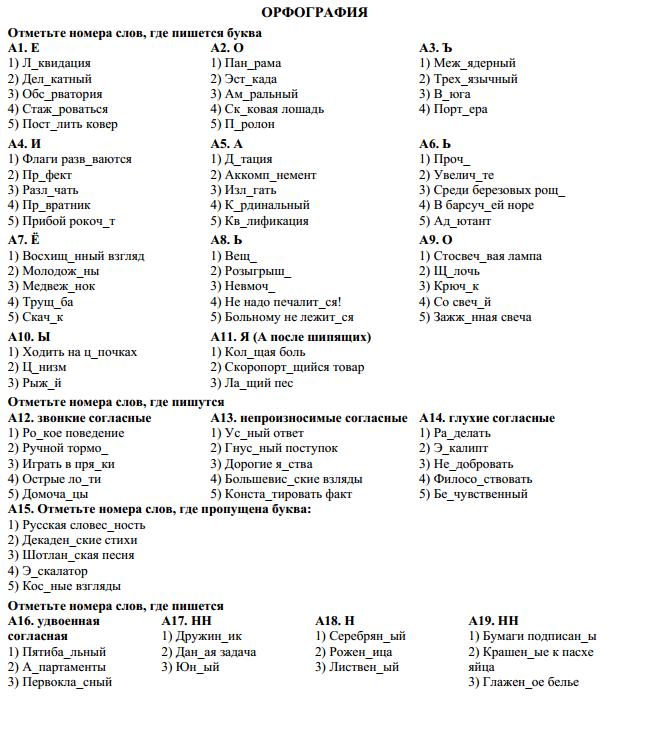 ОРФОГРАФИЯ
Отметьте номера слов, где пишется буква
А1. Е
1) Л_квидация
2) Дел_катный
3) Обс_рватория
4) Стаж_роваться
5) Пост_лить ковер
А2. О
1) Пан_рама
2) Эст_када
3) Ам_ральный
4) Ск_ковая лошадь
5) П_ролон
А3. Ъ
1) Меж_ядерный
2) Трех_язычный
3) В_юга
4) Порт_ера
А4. И
1) Флаги разв_ваются
2) Пр_фект
3) Разл_чать
4) Пр_вратник
5) Прибой рокоч_т
А5. А
1) Д_тация
2) Аккомп_немент
3) Изл_гать
4) К_рдинальный
5) Кв_лификация
А6. Ь
1) Проч_
2) Увелич_те
3) Среди березовых рощ_
4) В барсуч_ей норе
5) Ад_ютант
А7. Ё
1) Восхищ_нный взгляд
2) Молодож_ны
3) Медвеж_нок
4) Трущ_ба
5) Скач_к
А8. Ь
1) Вещ_
2) Розыгрыш_
3) Невмоч_
4) Не надо печалит_ся!
5) Больному не лежит_ся
А9. О
1) Стосвеч_вая лампа
2) Щ_лочь
3) Крюч_к
4) Со свеч_й
5) Зажж_нная свеча
А10. Ы
1) Ходить на ц_почках
2) Ц_низм
3) Рыж_й
А11. Я (А после шипящих)
1) Кол_щая боль
2) Скоропорт_щийся товар
3) Ла_щий пес
Отметьте номера слов, где пишутся
А12. звонкие согласные
1) Ро_кое поведение
2) Ручной тормо_
3) Играть в пря_ки
4) Острые ло_ти
5) Домоча_цы
А13. непроизносимые согласные
1) Ус_ный ответ
2) Гнус_ный поступок
3) Дорогие я_ства
4) Большевис_ские взляды
5) Конста_тировать факт
А14. глухие согласные
1) Ра_делать
2) Э_калипт
3) Не_добровать
4) Филосо_ствовать
5) Бе_чувственный
А15. Отметьте номера слов, где пропущена буква:
1) Русская словес_ность
2) Декаден_ские стихи
3) Шотлан_ская песня
4) Э_скалатор
5) Кос_ные взгляды
Отметьте номера слов, где пишется
А16. удвоенная
согласная
1) Пятиба_льный
2) А_партаменты
3) Первокла_сный
А17. НН
1) Дружин_ик
2) Дан_ая задача
3) Юн_ый
А18. Н
1) Серебрян_ый
2) Рожен_ица
3) Листвен_ый
А19. НН
1) Бумаги подписан_ы
2) Крашен_ые к пасхе
яйца
3) Глажен_ое белье